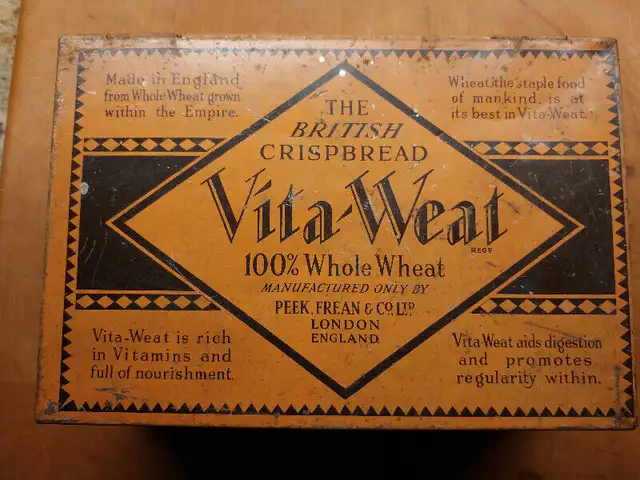 Made in England
from Whole Wheat grown
within the Empire.
Wheat, the staple food
of mankind, is at
its best in Vita-Weat.
THE
BRITISH
CRISPBREAD
Vita-Weat
REGD
100% Whole Wheat
MANUFACTURED ONLY BY
PEEK, FREAN & CO. LTD
LONDON
ENGLAND.
Vita-Weat is rich
in Vitamins and
full of nourishment.
Vita-Weat aids digestion
and promotes
regularity within.